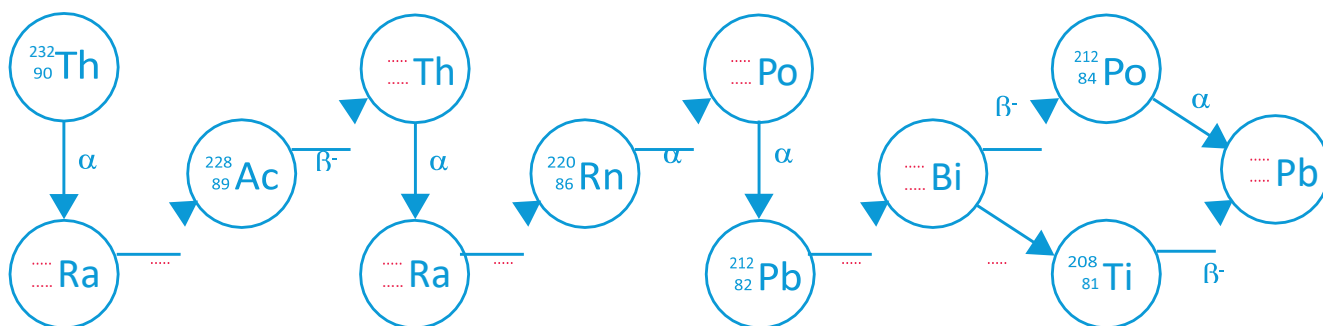 232
90 Th
α
..... ..... Ra
.....
228
89 Ac
β-
..... ..... Th
α
..... ..... Ra
.....
220
86 Rn
α
..... ..... Po
α
212
82 Pb
.....
..... ..... Bi
β-
.....
212
84 Po
α
208
81 Ti
β-
..... ..... Pb